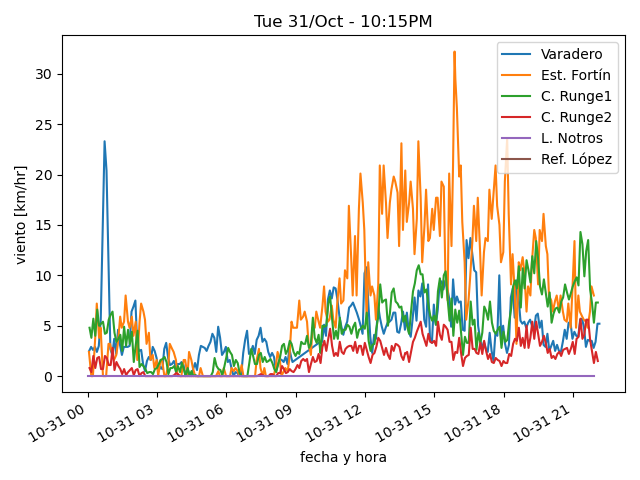 Tue 31/Oct - 10:15PM
Varadero
Est. Fortín
C. Runge1
C. Runge2
L. Notros
Ref. López
viento [km/hr]
30
25
20
15
10
5
0
10-31 00
10-31 03
10-31 06
10-31 09
10-31 12
10-31 15
10-31 18
10-31 21
fecha y hora